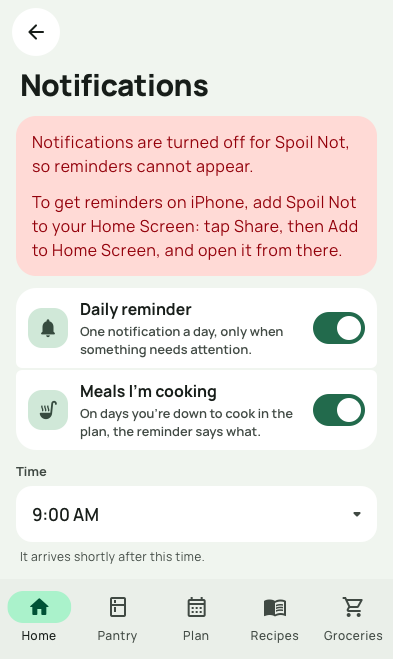 Notifications
Notifications are turned off for Spoil Not,
so reminders cannot appear.
To get reminders on iPhone, add Spoil Not
to your Home Screen: tap Share, then Add
to Home Screen, and open it from there.
Daily reminder
One notification a day, only when
something needs attention.
Meals I'm cooking
On days you're down to cook in the
plan, the reminder says what.
Time
9:00 AM
It arrives shortly after this time.
Home
Pantry
Plan
Recipes
Groceries